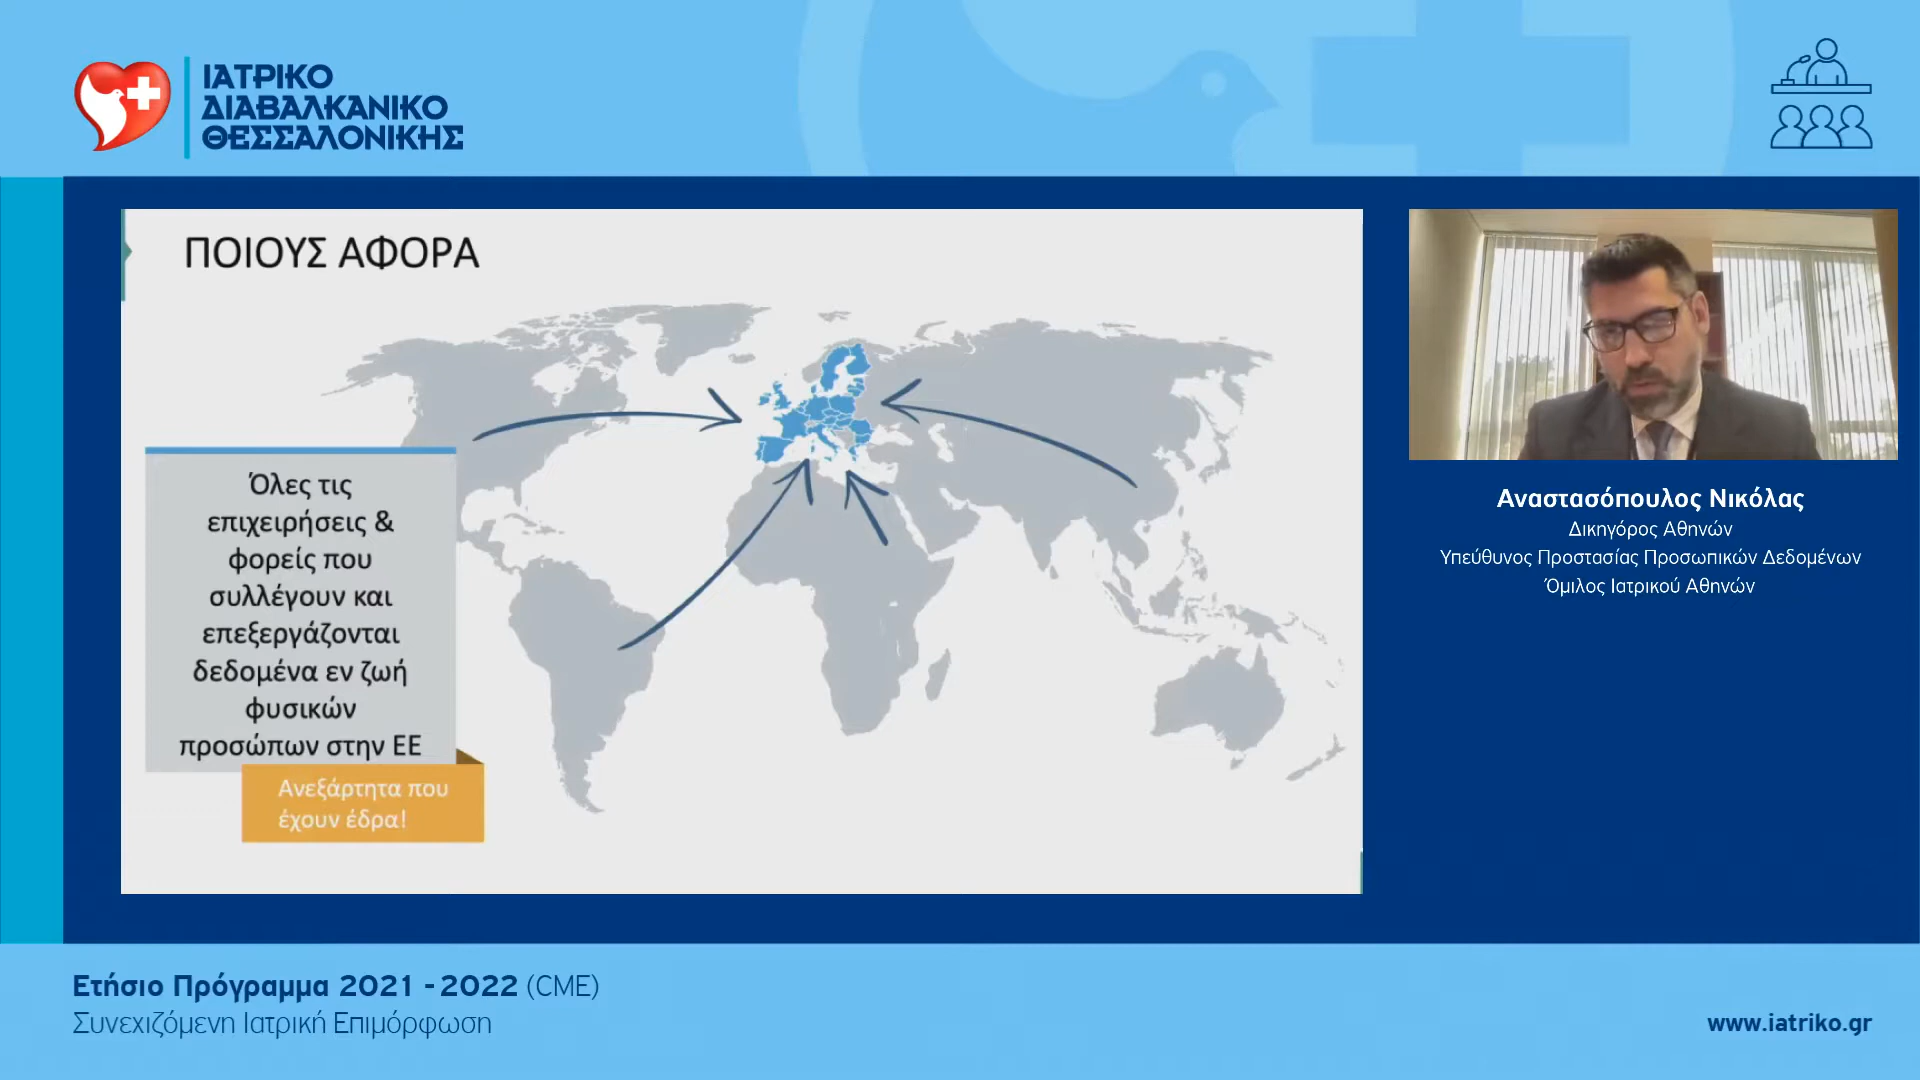 ΙΑΤΡΙΚΟ
ΔΙΑΒΑΛΚΑΝΙΚΟ
ΘΕΣΣΑΛΟΝΙΚΗΣ
ΠΟΙΟΥΣ ΑΦΟΡΑ
Όλες τις
επιχειρήσεις &
φορείς που
συλλέγουν και
επεξεργάζονται
δεδομένα εν ζωή
φυσικών
προσώπων στην ΕΕ
Ανεξάρτητα που
έχουν έδρα!
Αναστασόπουλος Νικόλας
Δικηγόρος Αθηνών
Υπεύθυνος Προστασίας Προσωπικών Δεδομένων
Όμιλος Ιατρικού Αθηνών
Ετήσιο Πρόγραμμα 2021 - 2022 (CME)
Συνεχιζόμενη Ιατρική Επιμόρφωση
www.iatriko.gr